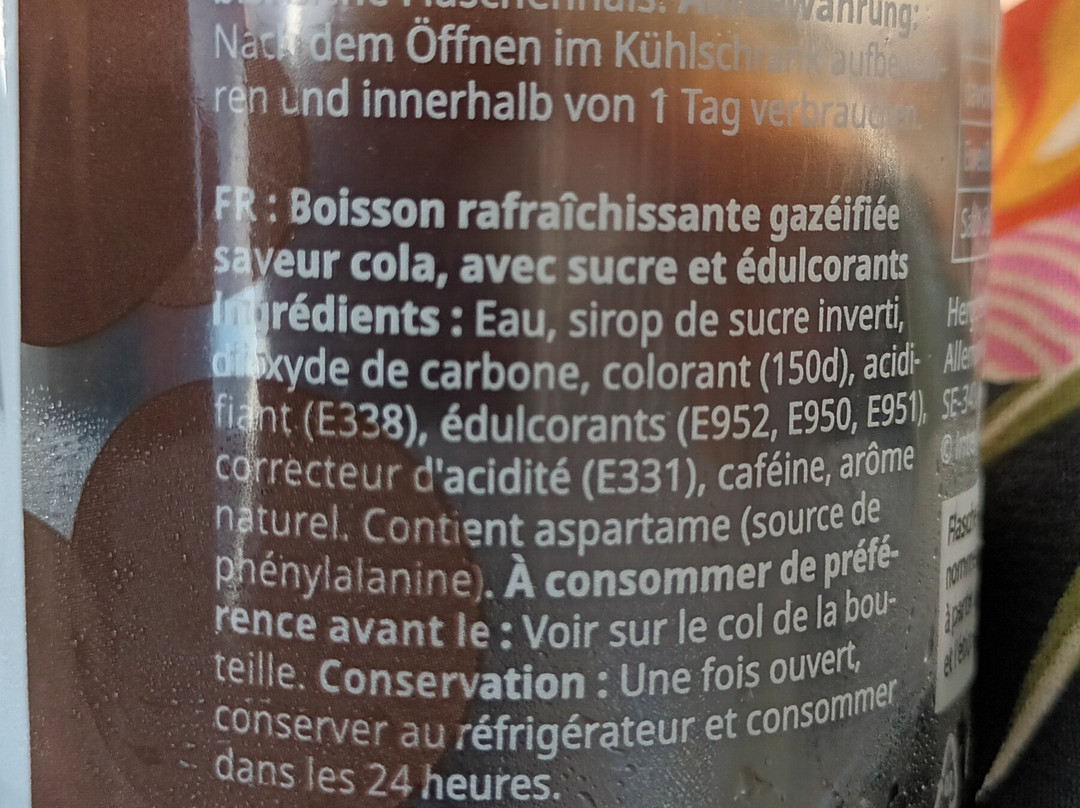 Nach dem Öffnen im Kühlschrank aufbe
ren und innerhalb von 1 Tag verbrauchen.
FR : Boisson rafraîchissante gazéifiée
saveur cola, avec sucre et édulcorants
Ingrédients : Eau, sirop de sucre inverti,
dioxyde de carbone, colorant (150d), acidi-
fiant (E338), édulcorants (E952, E950, E951),
correcteur d'acidité (E331), caféine, arôme
naturel. Contient aspartame (source de
phénylalanine). À consommer de préfé-
rence avant le : Voir sur le col de la bou-
teille. Conservation : Une fois ouvert,
conserver au réfrigérateur et consommer
dans les 24 heures.
SE-34